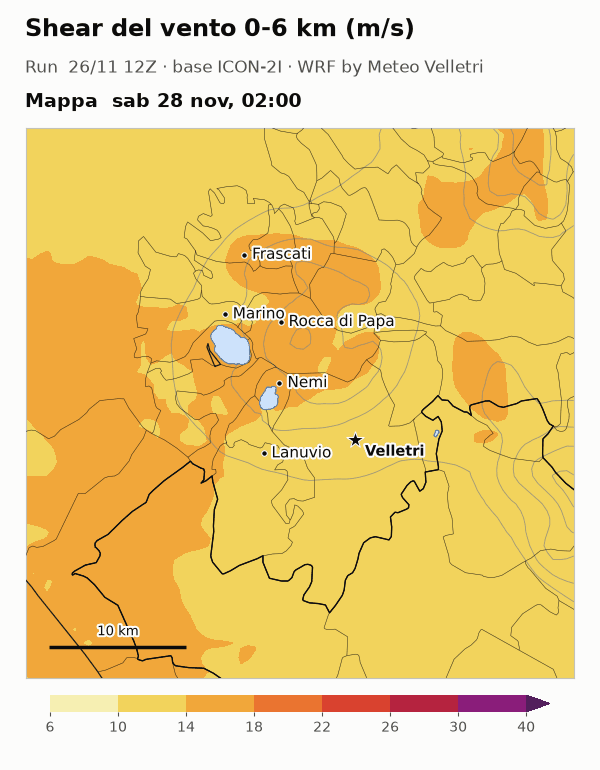 Shear del vento 0-6 km (m/s)
Run  26/11 12Z · base ICON-2I · WRF by Meteo Velletri
Mappa  sab 28 nov, 02:00
Frascati
Marino
Rocca di Papa
Nemi
Velletri
Lanuvio
10 km
6 10 14 18 22 26 30 40